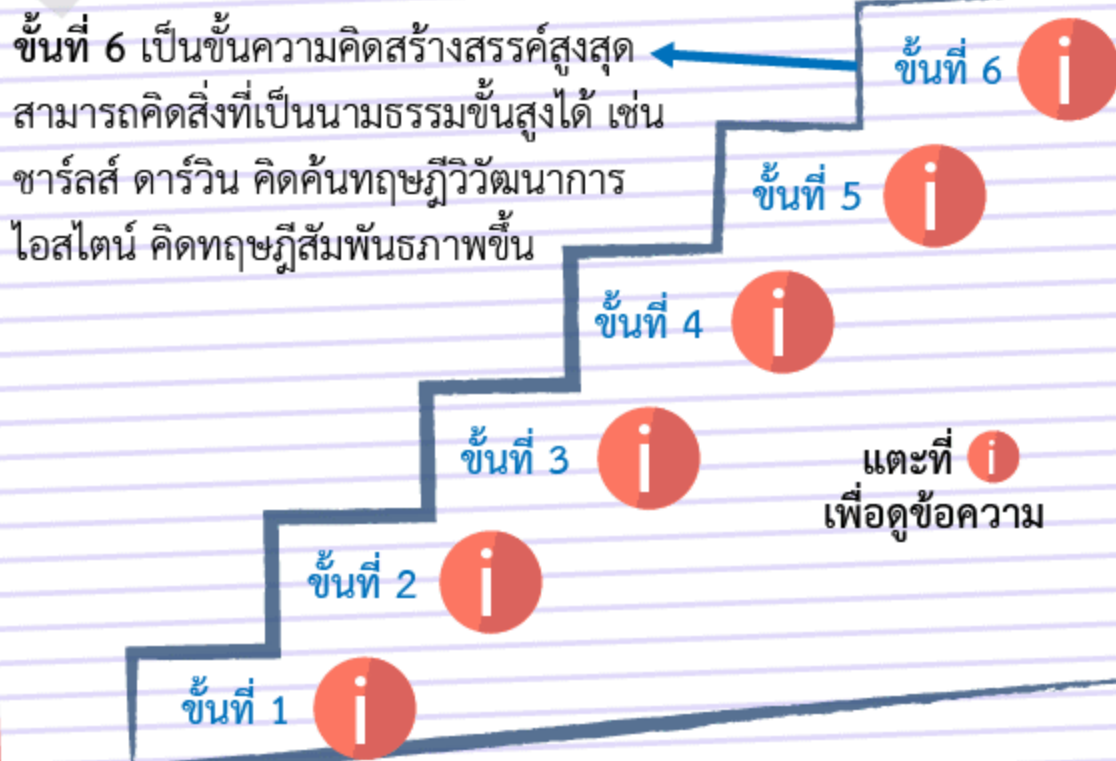 ขั้นที่ 6 เป็นขั้นความคิดสร้างสรรค์สูงสุด
สามารถคิดสิ่งที่เป็นนามธรรมขั้นสูงได้ เช่น
ชาร์ลส์ ดาร์วิน คิดค้นทฤษฎีวิวัฒนาการ
ไอสไตน์ คิดทฤษฎีสัมพันธภาพขึ้น
ขั้นที่ 6 i
ขั้นที่ 5 i
ขั้นที่ 4 i
ขั้นที่ 3 i
แตะที่ i
เพื่อดูข้อความ
ขั้นที่ 2 i
ขั้นที่ 1 i